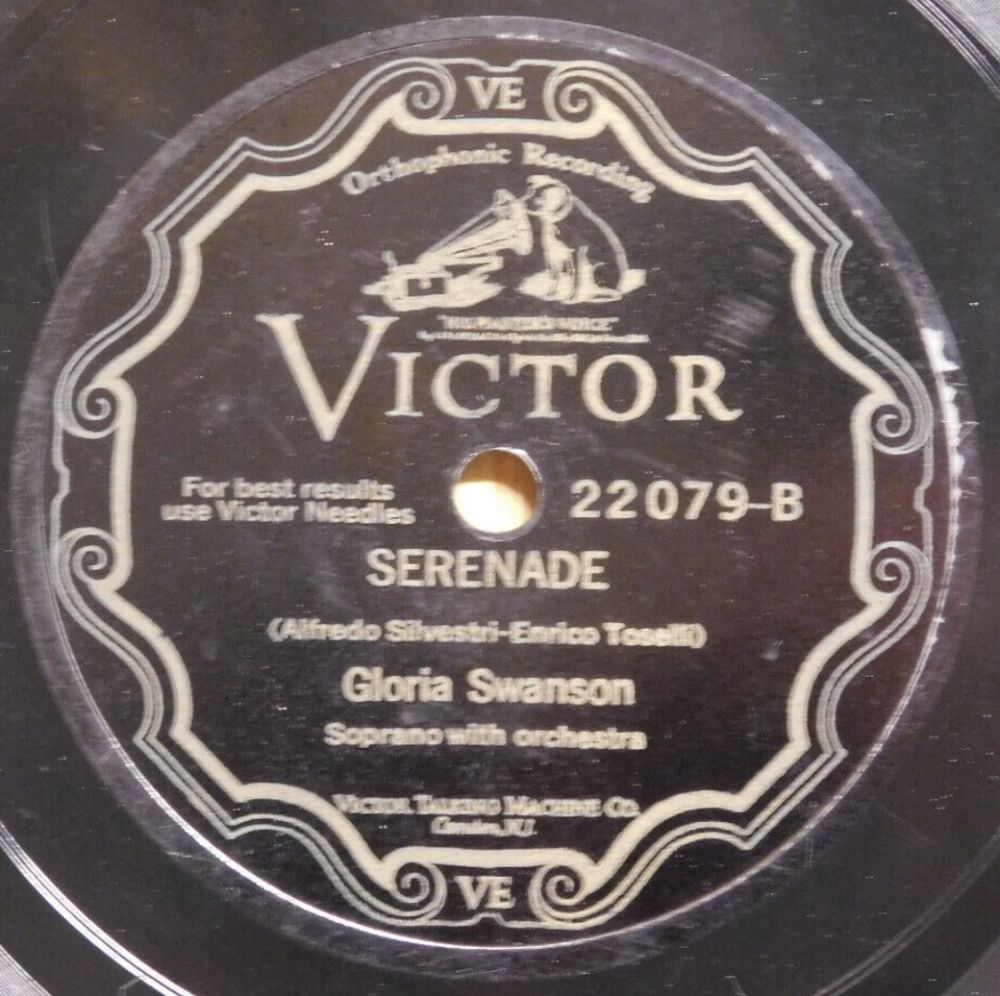 VE
Orthophonic Recording
"HIS MASTER'S VOICE"
VICTOR
For best results
use Victor Needles
22079-B
SERENADE
(Alfredo Silvestri-Enrico Toselli)
Gloria Swanson
Soprano with orchestra
VICTOR TALKING MACHINE CO.
Camden, N.J.
VE